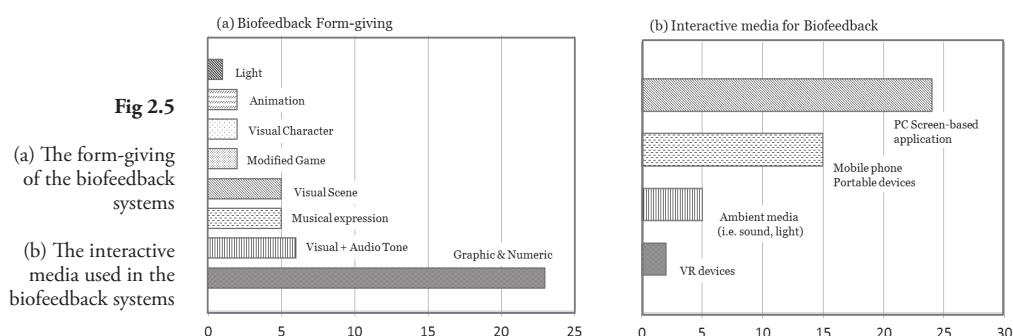 Fig 2.5
(a) The form-giving
of the biofeedback
systems
(b) The interactive
media used in the
biofeedback systems
(a) Biofeedback Form-giving
Light
Animation
Visual Character
Modified Game
Visual Scene
Musical expression
Visual + Audio Tone
Graphic & Numeric
0 5 10 15 20 25
(b) Interactive media for Biofeedback
PC Screen-based
application
Mobile phone
Portable devices
Ambient media
(i.e. sound, light)
VR devices
0 5 10 15 20 25 30